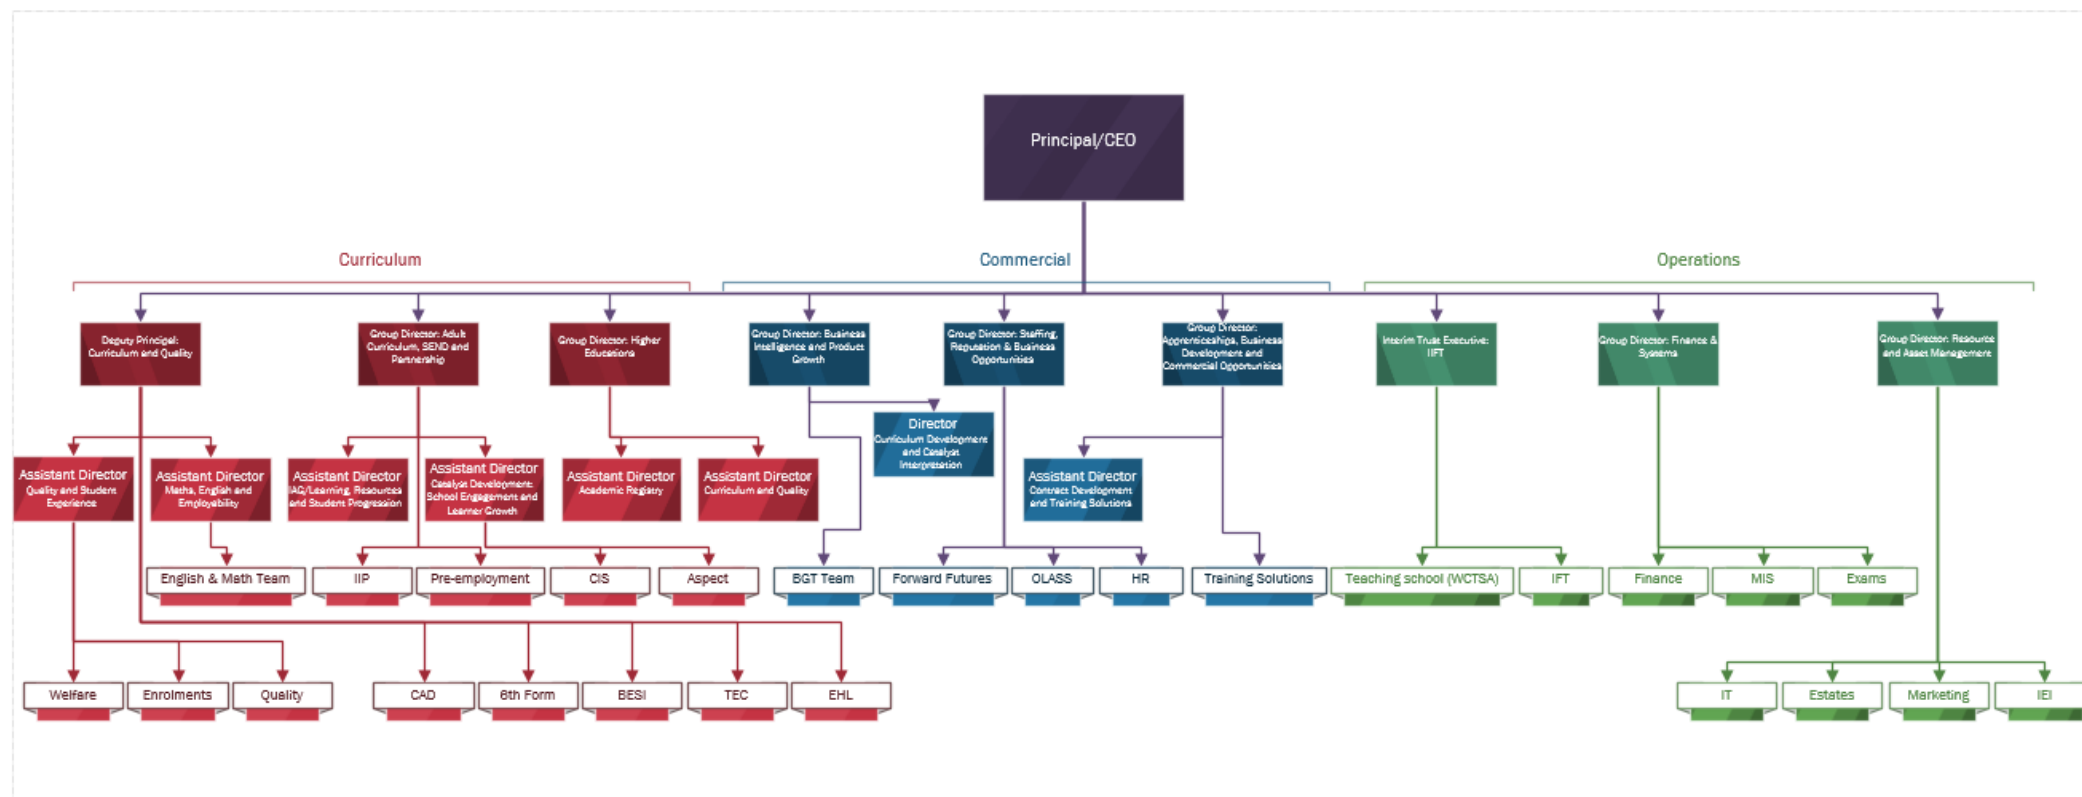 Principal/CEO
Curriculum
Commercial
Operations
Deputy Principal:
Curriculum and Quality
Group Director: Adult
Curriculum, SEND and
Partnership
Group Director: Higher
Educations
Group Director: Business
Intelligence and Product
Growth
Group Director: Staffing,
Reputation & Business
Opportunities
Group Director:
Apprenticeships, Business
Development and
Commercial Opportunities
Interim Trust Executive:
IIFT
Group Director: Finance &
Systems
Group Director: Resource
and Asset Management
Director
Curriculum Development
and Catalyst
Interpretation
Assistant Director
Quality and Student
Experience
Assistant Director
Maths, English and
Employability
Assistant Director
IAG/Learning, Resources
and Student Progression
Assistant Director
Catalyst Development:
School Engagement and
Learner Growth
Assistant Director
Academic Registry
Assistant Director
Curriculum and Quality
Assistant Director
Contract Development
and Training Solutions
English & Math Team
IIP
Pre-employment
CIS
Aspect
BGT Team
Forward Futures
OLASS
HR
Training Solutions
Teaching school (WCTSA)
IFT
Finance
MIS
Exams
Welfare
Enrolments
Quality
CAD
6th Form
BESI
TEC
EHL
IT
Estates
Marketing
IEI